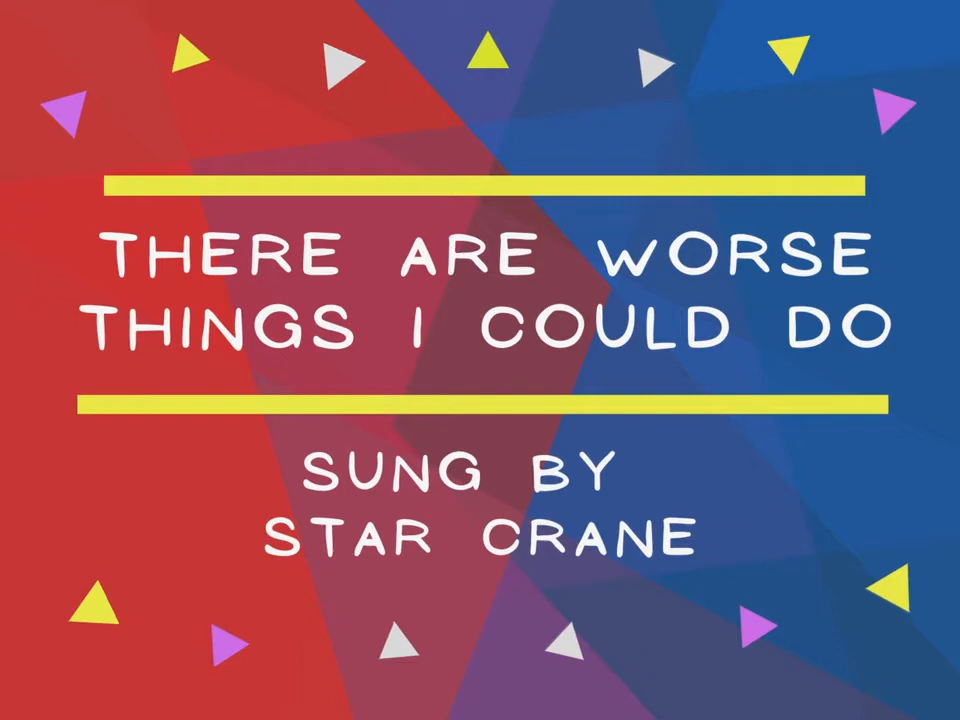 THERE ARE WORSE
THINGS I COULD DO
SUNG BY
STAR CRANE